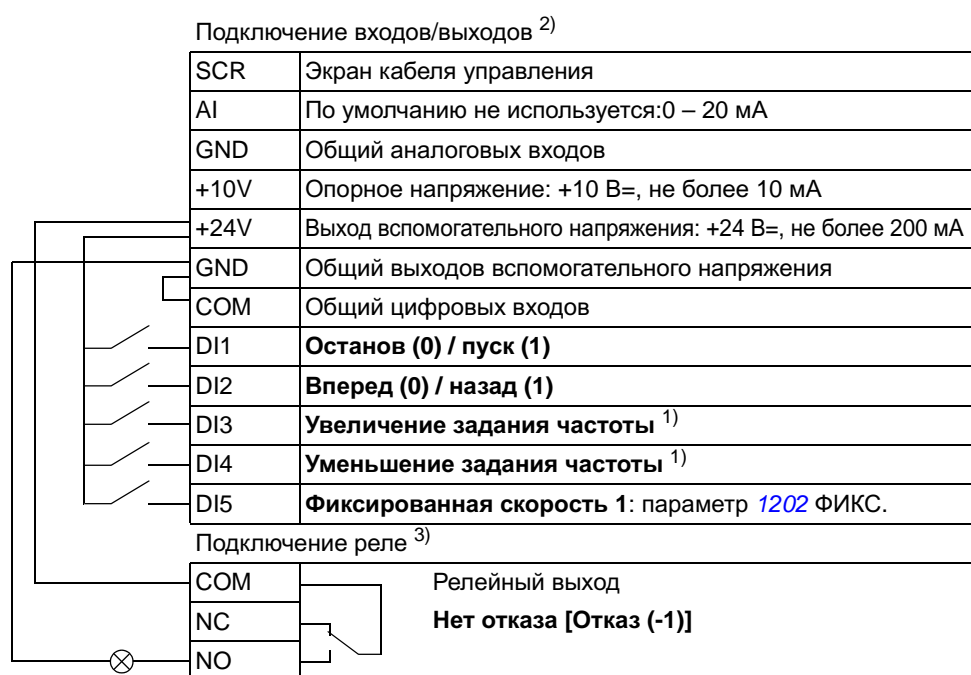 Подключение входов/выходов 2)
SCR Экран кабеля управления
AI По умолчанию не используется:0 – 20 мА
GND Общий аналоговых входов
+10V Опорное напряжение: +10 В=, не более 10 мА
+24V Выход вспомогательного напряжения: +24 В=, не более 200 мА
GND Общий выходов вспомогательного напряжения
COM Общий цифровых входов
DI1 Останов (0) / пуск (1)
DI2 Вперед (0) / назад (1)
DI3 Увеличение задания частоты 1)
DI4 Уменьшение задания частоты 1)
DI5 Фиксированная скорость 1: параметр 1202 ФИКС.
Подключение реле 3)
COM Релейный выход
NC Нет отказа [Отказ (-1)]
NO